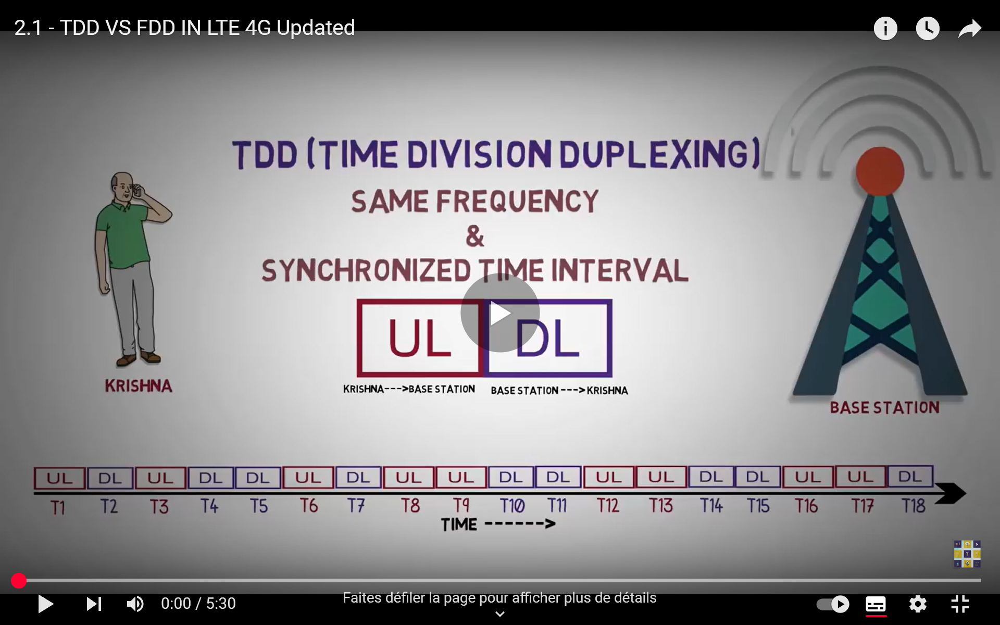 2.1 - TDD VS FDD IN LTE 4G Updated
TDD (TIME DIVISION DUPLEXING)
SAME FREQUENCY
&
SYNCHRONIZED TIME INTERVAL
UL DL
KRISHNA--->BASE STATION BASE STATION --->KRISHNA
KRISHNA
BASE STATION
UL DL UL DL DL UL DL UL UL DL DL UL UL DL DL UL UL DL
T1 T2 T3 T4 T5 T6 T7 T8 T9 T10 T11 T12 T13 T14 T15 T16 T17 T18
TIME ------>
0:00 / 5:30
Faites défiler la page pour afficher plus de détails